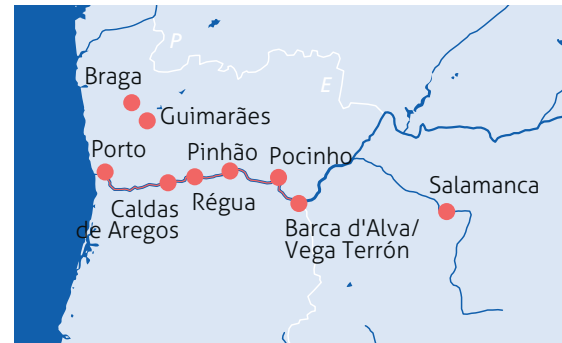 P
E
Braga
Guimarães
Porto
Pinhão
Pocinho
Caldas
de Aregos
Régua
Salamanca
Barca d'Alva/
Vega Terrón